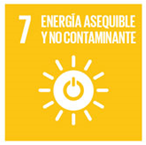 7 ENERGÍA ASEQUIBLE
Y NO CONTAMINANTE